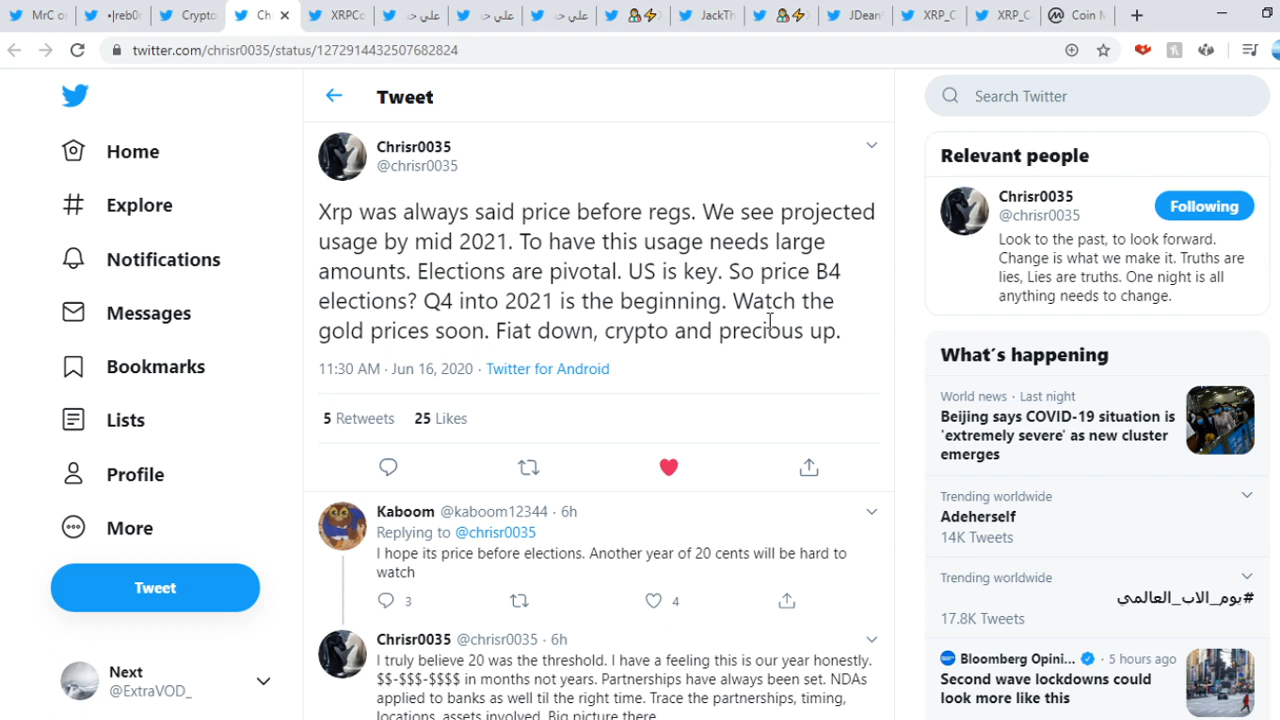 MrC or
•|reb0r
Crypto
Ch
XRPCo
علي حـ
علي حـ
علي حـ
JackTh
JDean
XRP_C
XRP_C
Coin M
twitter.com/chrisr0035/status/1272914432507682824
Home
Explore
Notifications
Messages
Bookmarks
Lists
Profile
More
Tweet
Next
@ExtraVOD_
Tweet
Chrisr0035
@chrisr0035
Xrp was always said price before regs. We see projected
usage by mid 2021. To have this usage needs large
amounts. Elections are pivotal. US is key. So price B4
elections? Q4 into 2021 is the beginning. Watch the
gold prices soon. Fiat down, crypto and precious up.
11:30 AM · Jun 16, 2020 · Twitter for Android
5 Retweets 25 Likes
Kaboom @kaboom12344 · 6h
Replying to @chrisr0035
I hope its price before elections. Another year of 20 cents will be hard to
watch
3
4
Chrisr0035 @chrisr0035 · 6h
I truly believe 20 was the threshold. I have a feeling this is our year honestly.
$$-$$$-$$$$ in months not years. Partnerships have always been set. NDAs
applied to banks as well til the right time. Trace the partnerships, timing,
locations, assets involved. Big picture there
Search Twitter
Relevant people
Chrisr0035
@chrisr0035
Following
Look to the past, to look forward.
Change is what we make it. Truths are
lies, Lies are truths. One night is all
anything needs to change.
What's happening
World news · Last night
Beijing says COVID-19 situation is
'extremely severe' as new cluster
emerges
Trending worldwide
Adeherself
14K Tweets
Trending worldwide
#يوم_الاب_العالمي
17.8K Tweets
Bloomberg Opini... · 5 hours ago
Second wave lockdowns could
look more like this